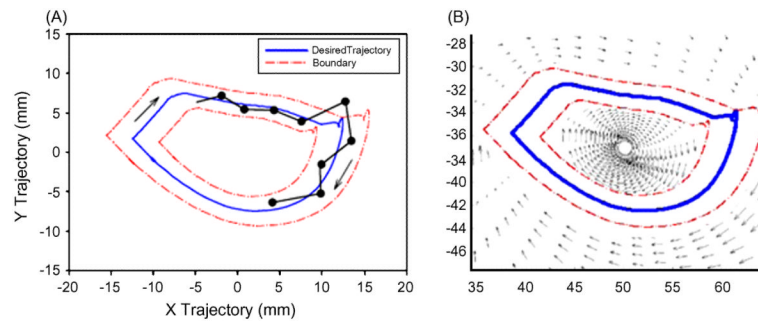 (A)
15
10
5
0
-5
-10
-15
Y Trajectory (mm)
-20 -15 -10 -5 0 5 10 15 20
X Trajectory (mm)
DesiredTrajectory
Boundary
(B)
-28
-30
-32
-34
-36
-34
-42
-44
-46
35 40 45 50 55 60